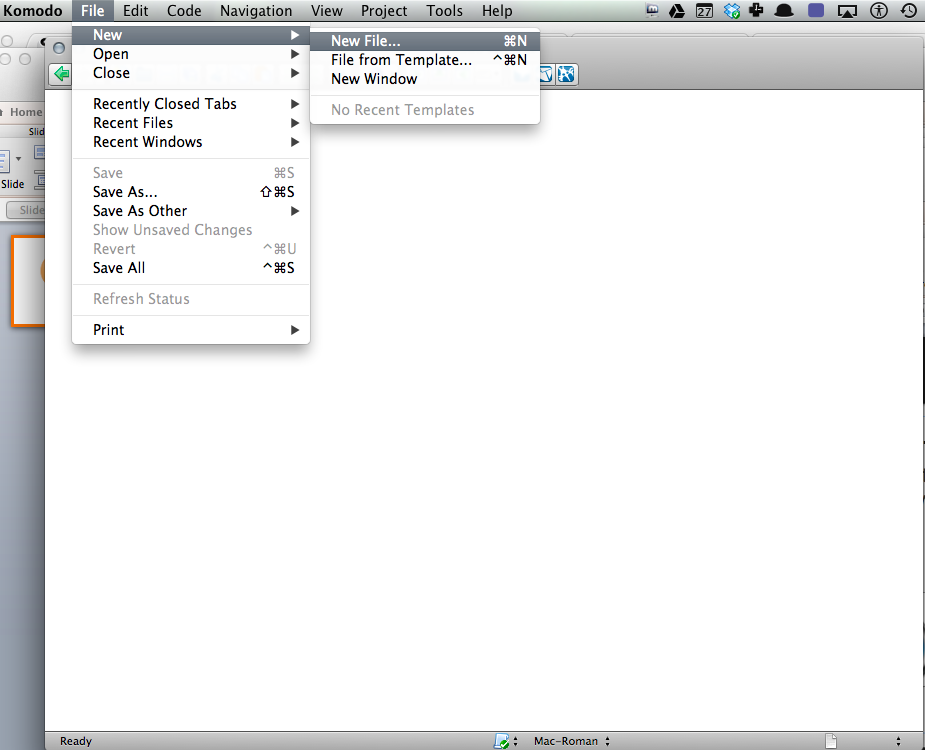 Komodo File Edit Code Navigation View Project Tools Help 27
New
Open
Close
Recently Closed Tabs
Recent Files
Recent Windows
Save ⌘S
Save As... ⇧⌘S
Save As Other
Show Unsaved Changes
Revert ^⌘U
Save All ^⌘S
Refresh Status
Print
New File... ⌘N
File from Template... ^⌘N
New Window
No Recent Templates
Home
Slid
Slide
Slide
Ready Mac-Roman